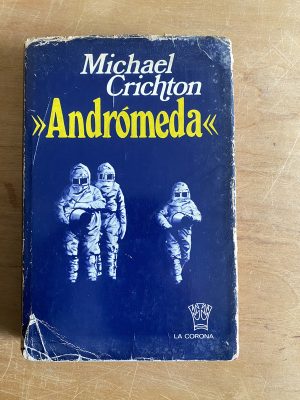 Michael
Crichton
»Andrómeda«
LA CORONA